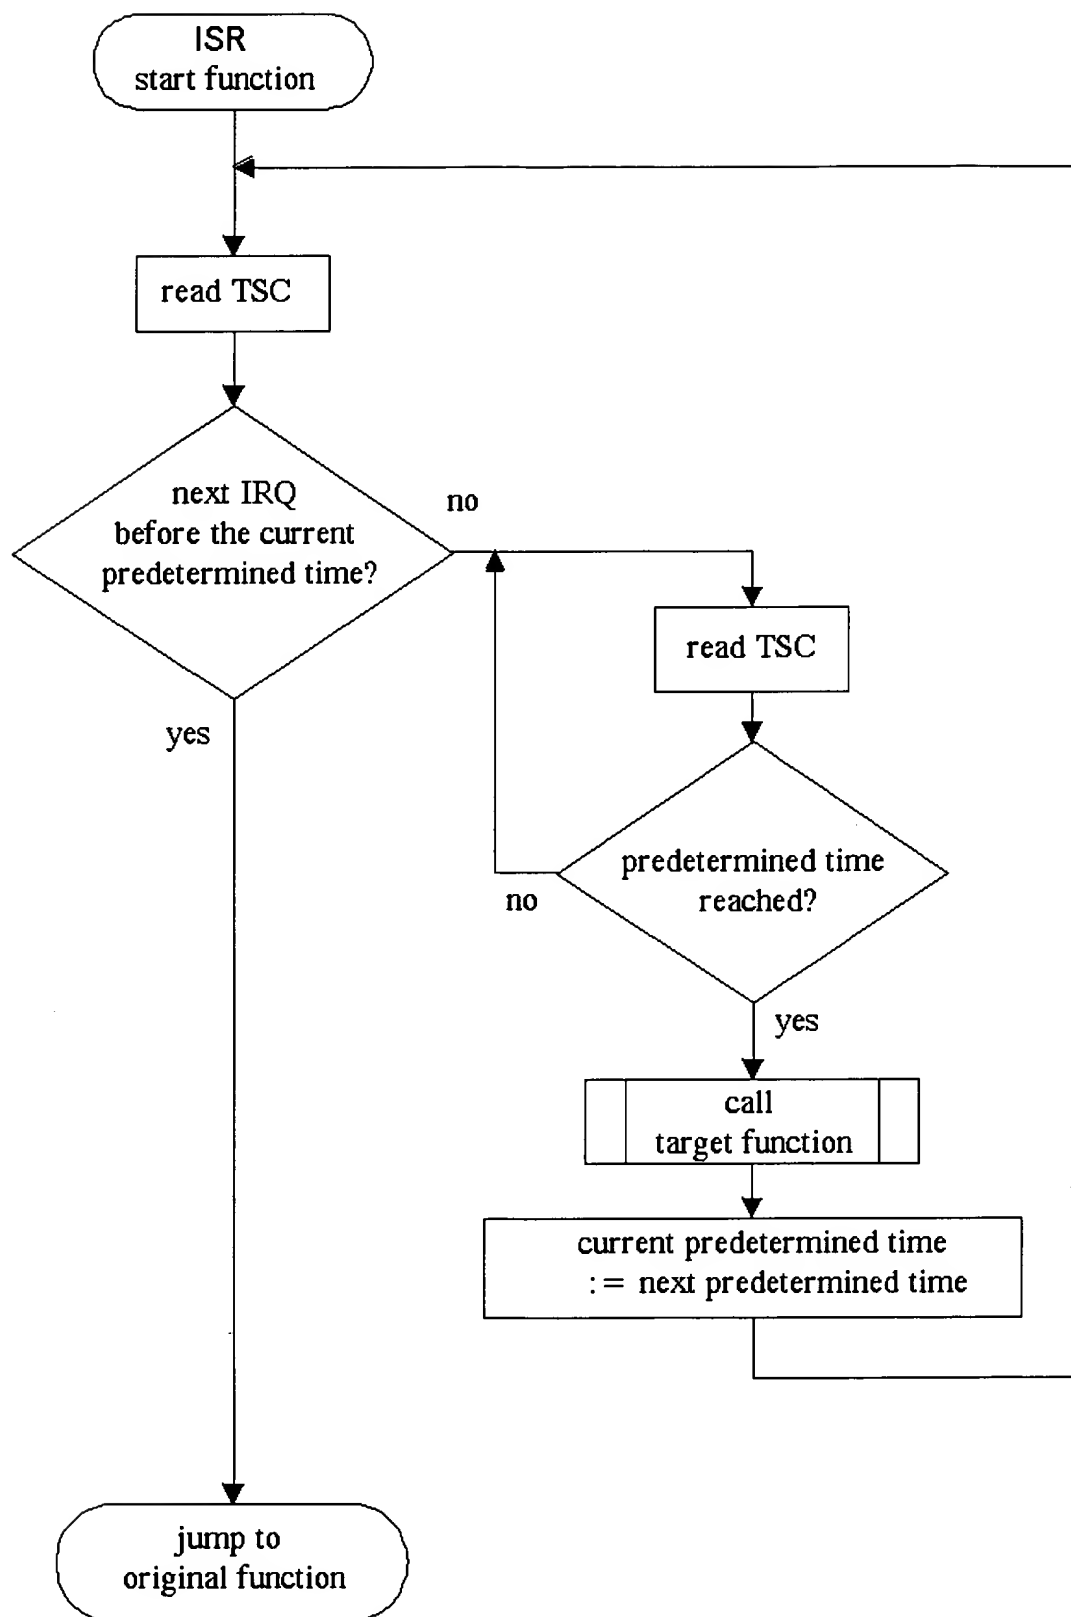 ISR
start function
read TSC
next IRQ
before the current
predetermined time?
no
yes
read TSC
predetermined time
reached?
no
yes
call
target function
current predetermined time
:= next predetermined time
jump to
original function